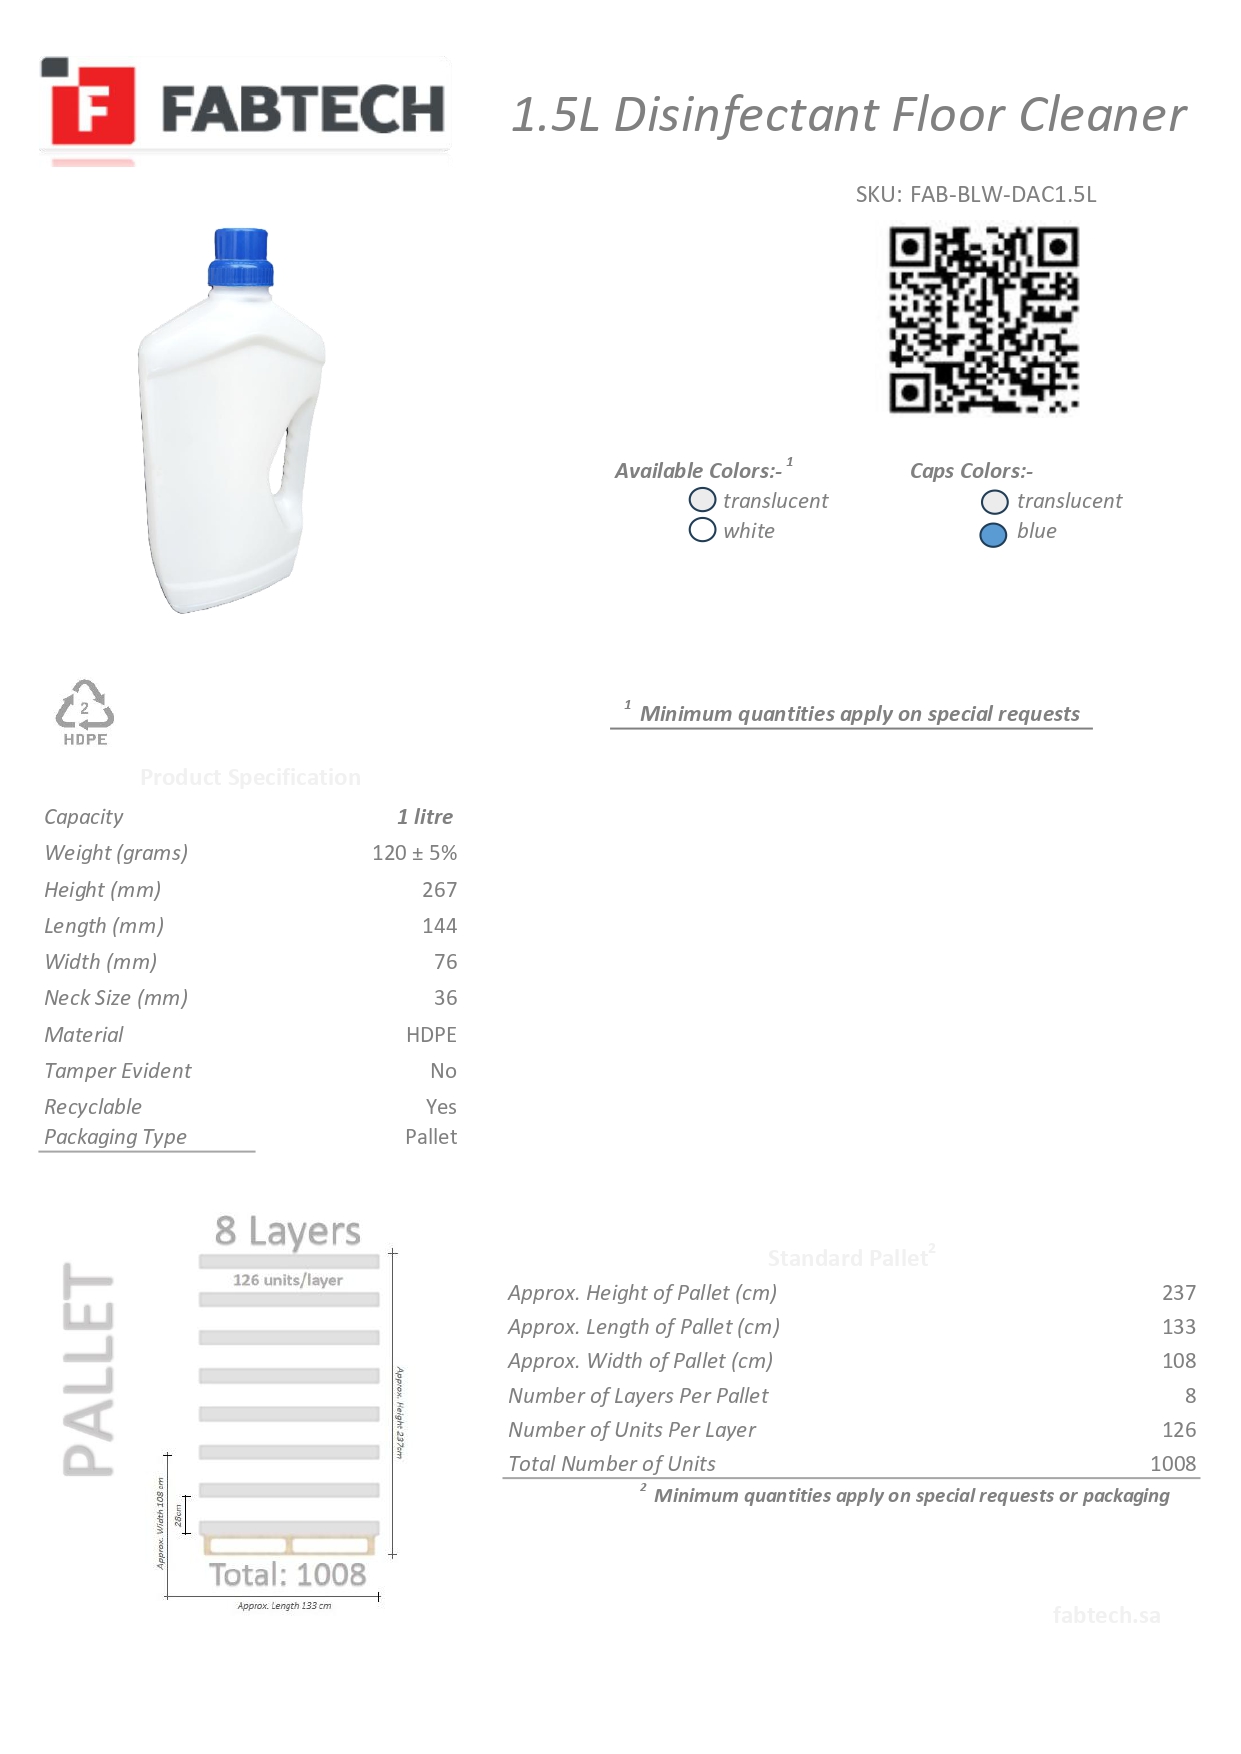 FABTECH
1.5L Disinfectant Floor Cleaner
SKU: FAB-BLW-DAC1.5L
Available Colors:- 1
Caps Colors:-
translucent
translucent
white
blue
2
HDPE
1 Minimum quantities apply on special requests
Product Specification
Capacity 1 litre
Weight (grams) 120 ± 5%
Height (mm) 267
Length (mm) 144
Width (mm) 76
Neck Size (mm) 36
Material HDPE
Tamper Evident No
Recyclable Yes
Packaging Type Pallet
PALLET
8 Layers
126 units/layer
Approx. Height 237cm
Approx. Width 108 cm
28cm
Total: 1008
Approx. Length 133 cm
Standard Pallet2
Approx. Height of Pallet (cm) 237
Approx. Length of Pallet (cm) 133
Approx. Width of Pallet (cm) 108
Number of Layers Per Pallet 8
Number of Units Per Layer 126
Total Number of Units 1008
2 Minimum quantities apply on special requests or packaging
fabtech.sa